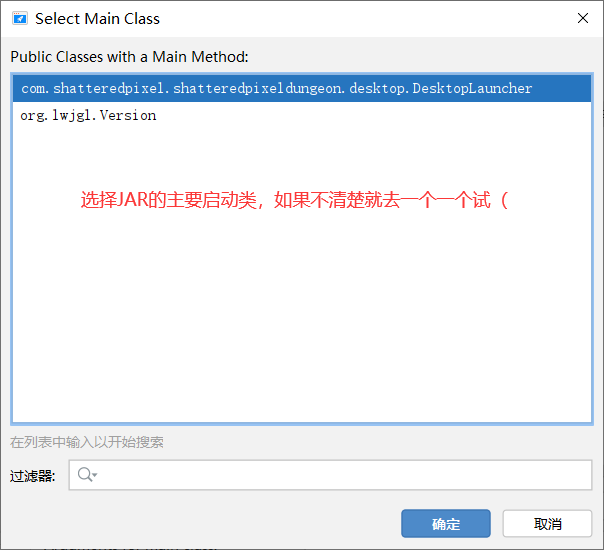 Select Main Class
Public Classes with a Main Method:
com.shatteredpixel.shatteredpixeldungeon.desktop.DesktopLauncher
org.lwjgl.Version
选择JAR的主要启动类，如果不清楚就去一个一个试（
在列表中输入以开始搜索
过滤器:
确定
取消